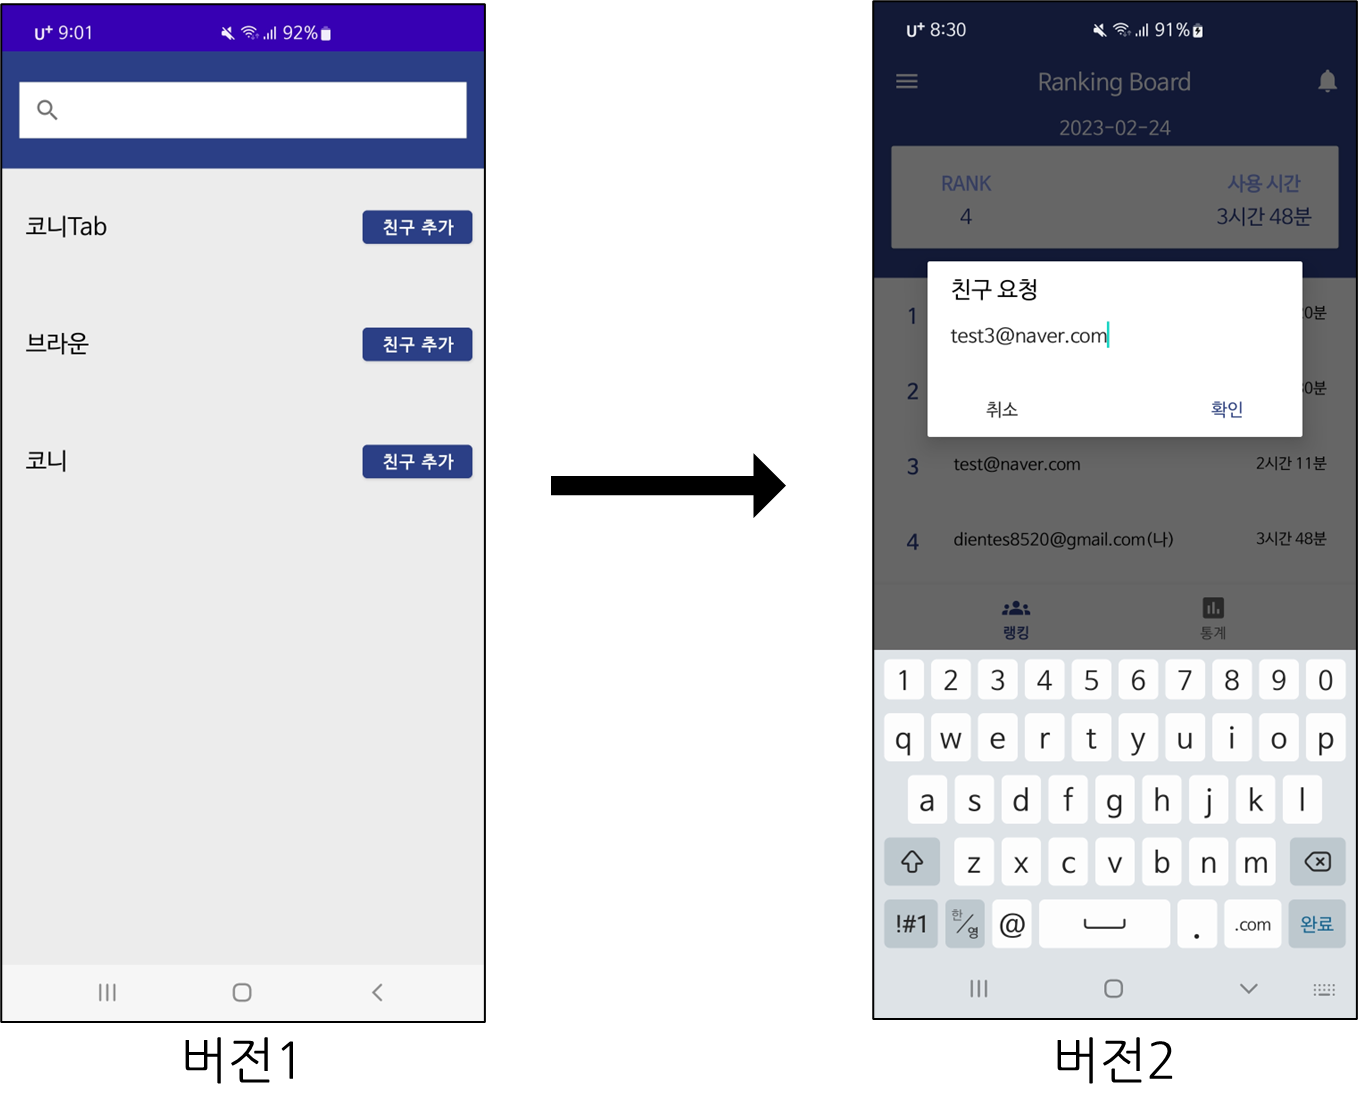 U+ 9:01 92%
코니Tab 친구 추가
브라운 친구 추가
코니 친구 추가
버전1
U+ 8:30 91%
Ranking Board
2023-02-24
RANK 사용 시간
4 3시간 48분
친구 요청
test3@naver.com
취소 확인
1 0분
2 30분
3 test@naver.com 2시간 11분
4 dientes8520@gmail.com(나) 3시간 48분
랭킹 통계
1 2 3 4 5 6 7 8 9 0
q w e r t y u i o p
a s d f g h j k l
z x c v b n m
!#1 한/영 @ . .com 완료
버전2